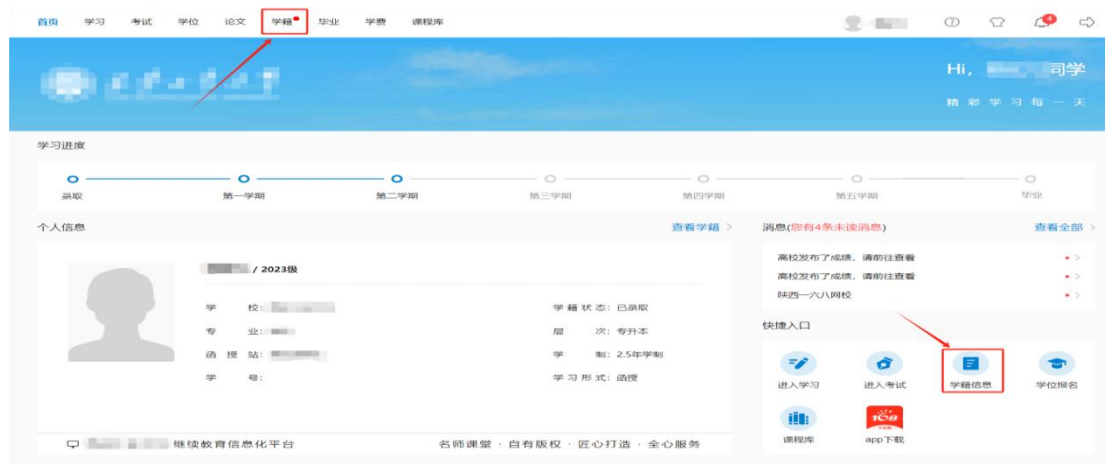 首页 学习 考试 学位 论文 学籍 毕业 学费 课程库
4
Hi, 司学
精彩学习每一天
学习进度
录取 第一学期 第二学期 第三学期 第四学期 第五学期 毕业
个人信息 查看学籍 >
消息(您有4条未读消息) 查看全部 >
/ 2023级
高校发布了成绩, 请前往查看
高校发布了成绩, 请前往查看
陕西一六八网校
学 校:
学籍状态: 已录取
专 业:
层 次: 专升本
函 授 站:
学 制: 2.5年学制
学 号:
学习形式: 函授
快捷入口
进入学习 进入考试 学籍信息 学位报名
168
课程库 app下载
继续教育信息化平台
名师课堂 · 自有版权 · 匠心打造 · 全心服务